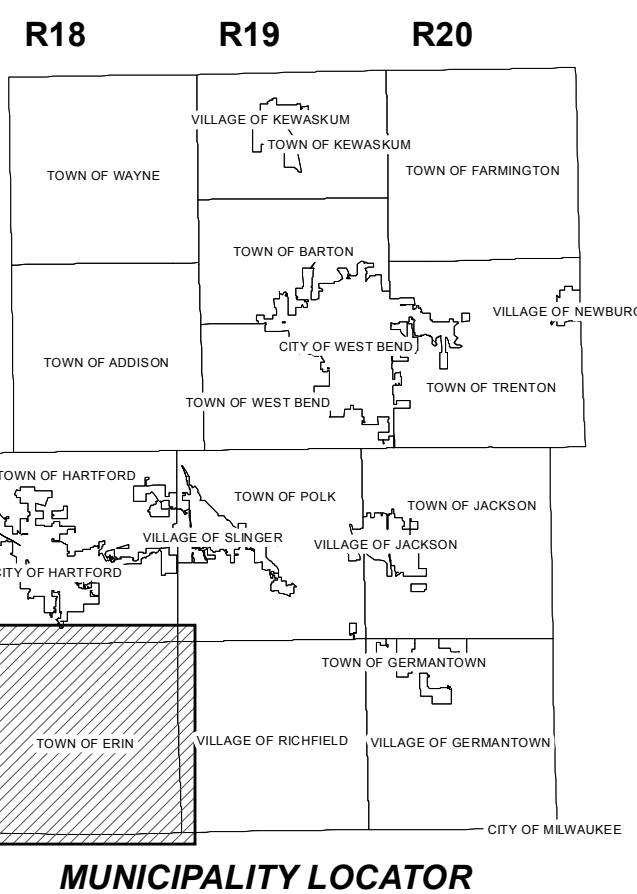 R18 R19 R20
VILLAGE OF KEWASKUM
TOWN OF KEWASKUM
TOWN OF WAYNE
TOWN OF FARMINGTON
TOWN OF BARTON
VILLAGE OF NEWBURG
CITY OF WEST BEND
TOWN OF ADDISON
TOWN OF TRENTON
TOWN OF WEST BEND
TOWN OF HARTFORD
TOWN OF POLK
TOWN OF JACKSON
VILLAGE OF SLINGER
VILLAGE OF JACKSON
CITY OF HARTFORD
TOWN OF GERMANTOWN
TOWN OF ERIN
VILLAGE OF RICHFIELD
VILLAGE OF GERMANTOWN
CITY OF MILWAUKEE
MUNICIPALITY LOCATOR